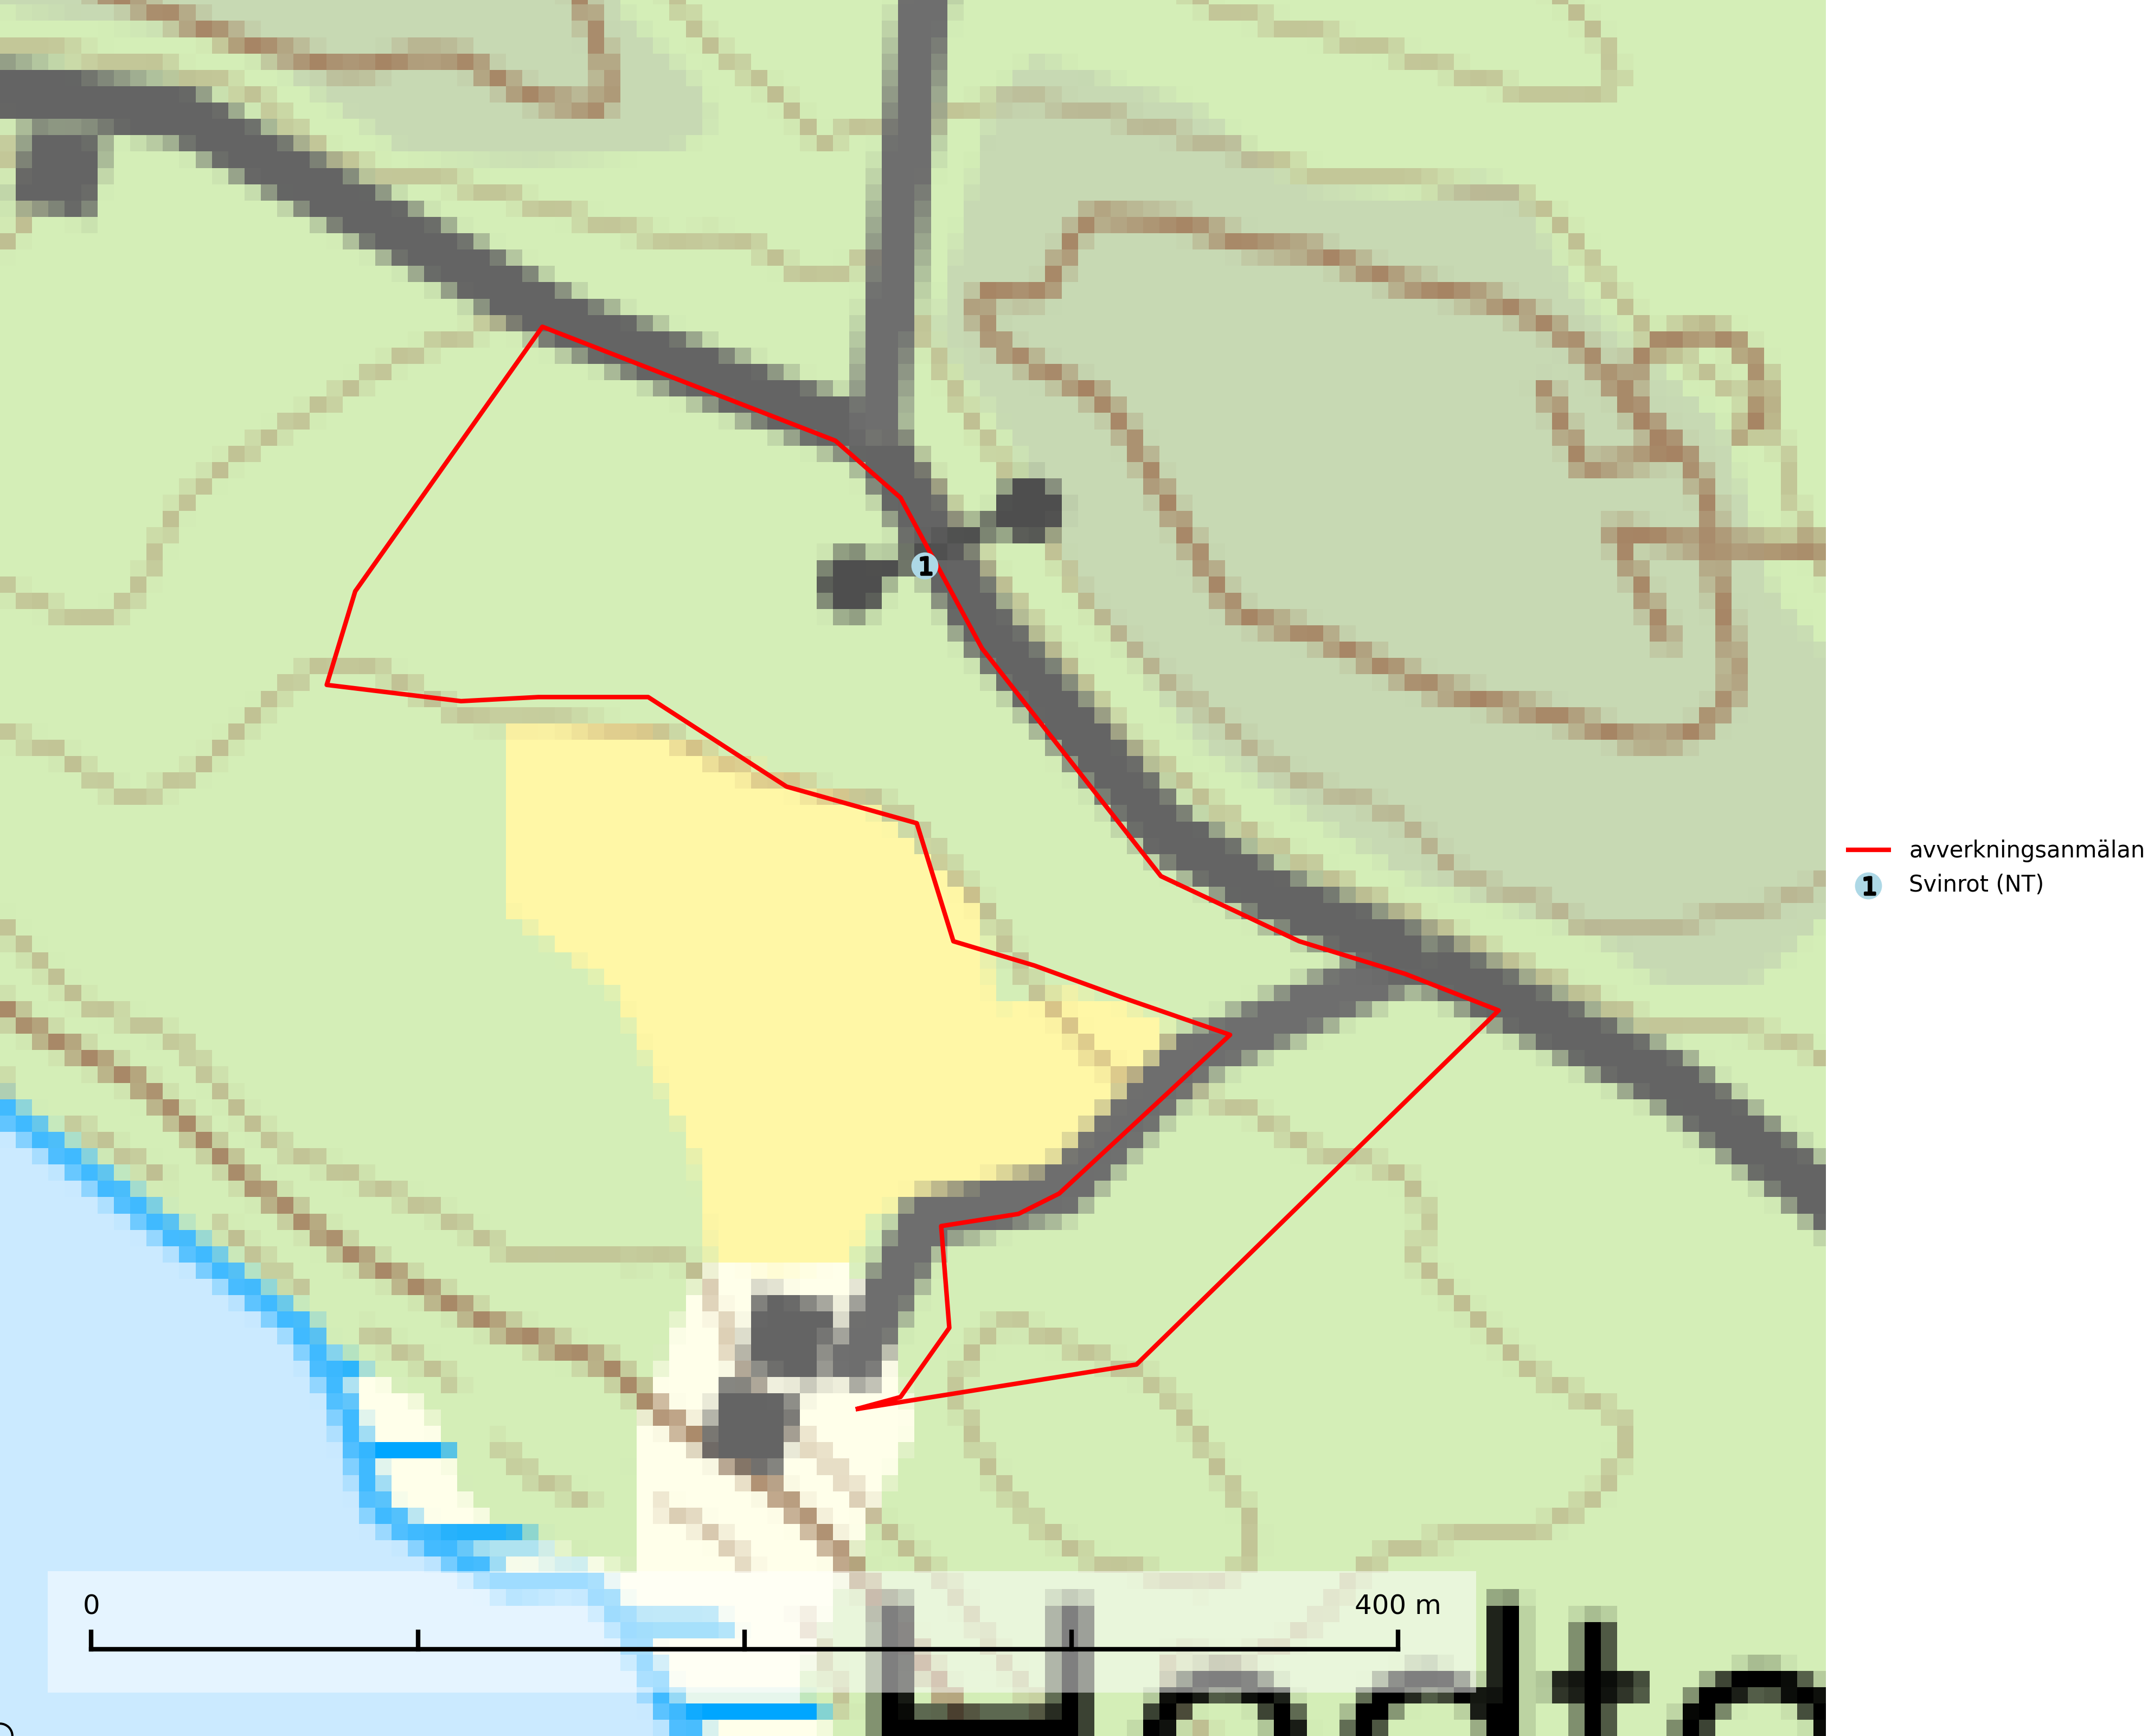 1
avverkningsanmälan
1 Svinrot (NT)
0 400 m